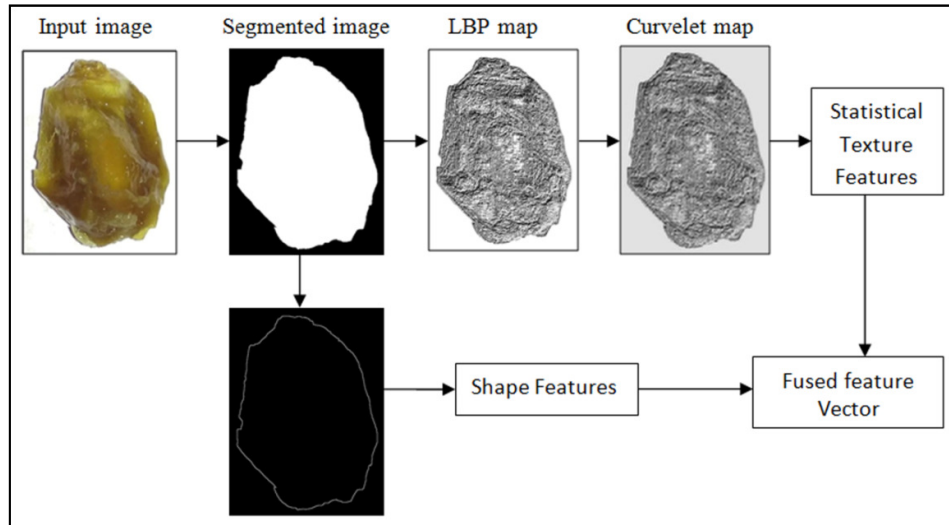 Input image
Segmented image
LBP map
Curvelet map
Statistical
Texture
Features
Shape Features
Fused feature
Vector